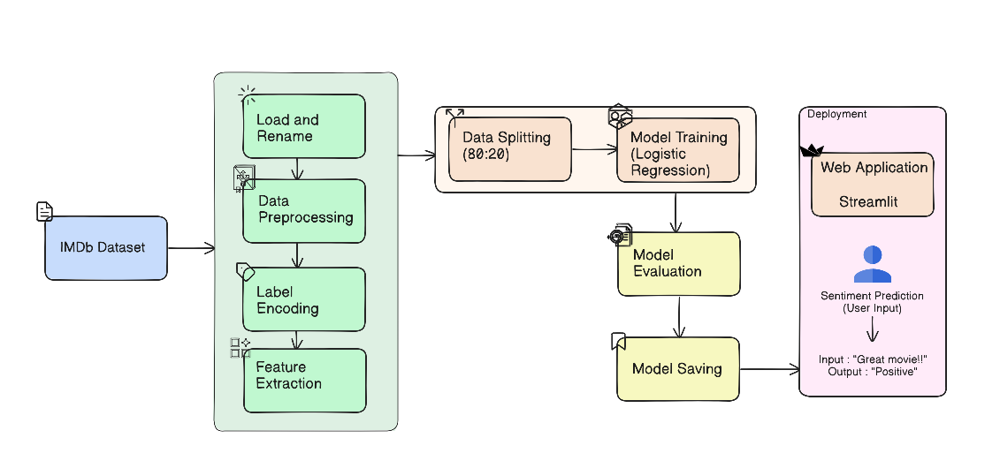 IMDb Dataset
Load and
Rename
Data
Preprocessing
Label
Encoding
Feature
Extraction
Data Splitting
(80:20)
Model Training
(Logistic
Regression)
Model
Evaluation
Model Saving
Deployment
Web Application
Streamlit
Sentiment Prediction
(User Input)
Input : "Great movie!!"
Output : "Positive"